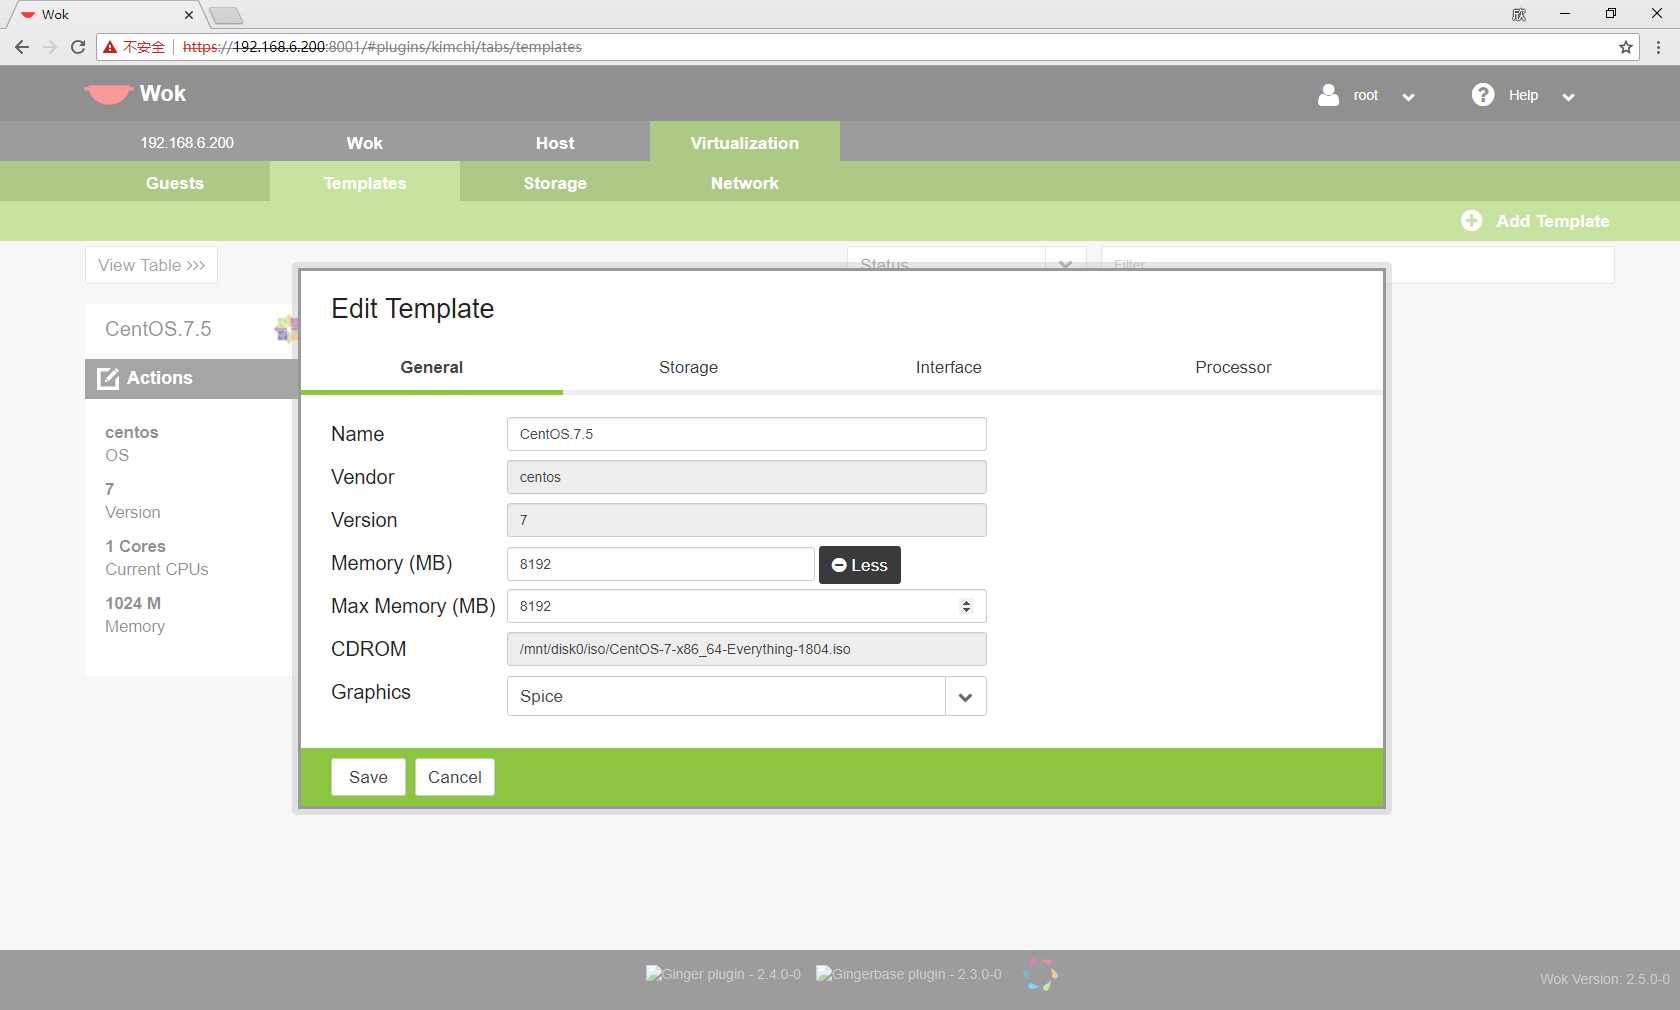 Wok
欣
不安全 https://192.168.6.200:8001/#plugins/kimchi/tabs/templates
Wok
root
Help
192.168.6.200 Wok Host Virtualization
Guests Templates Storage Network
Add Template
View Table >>>
Status
Filter
CentOS.7.5
Actions
centos
OS
7
Version
1 Cores
Current CPUs
1024 M
Memory
Edit Template
General Storage Interface Processor
Name CentOS.7.5
Vendor centos
Version 7
Memory (MB) 8192 Less
Max Memory (MB) 8192
CDROM /mnt/disk0/iso/CentOS-7-x86_64-Everything-1804.iso
Graphics Spice
Save Cancel
Ginger plugin - 2.4.0-0 Gingerbase plugin - 2.3.0-0
Wok Version: 2.5.0-0